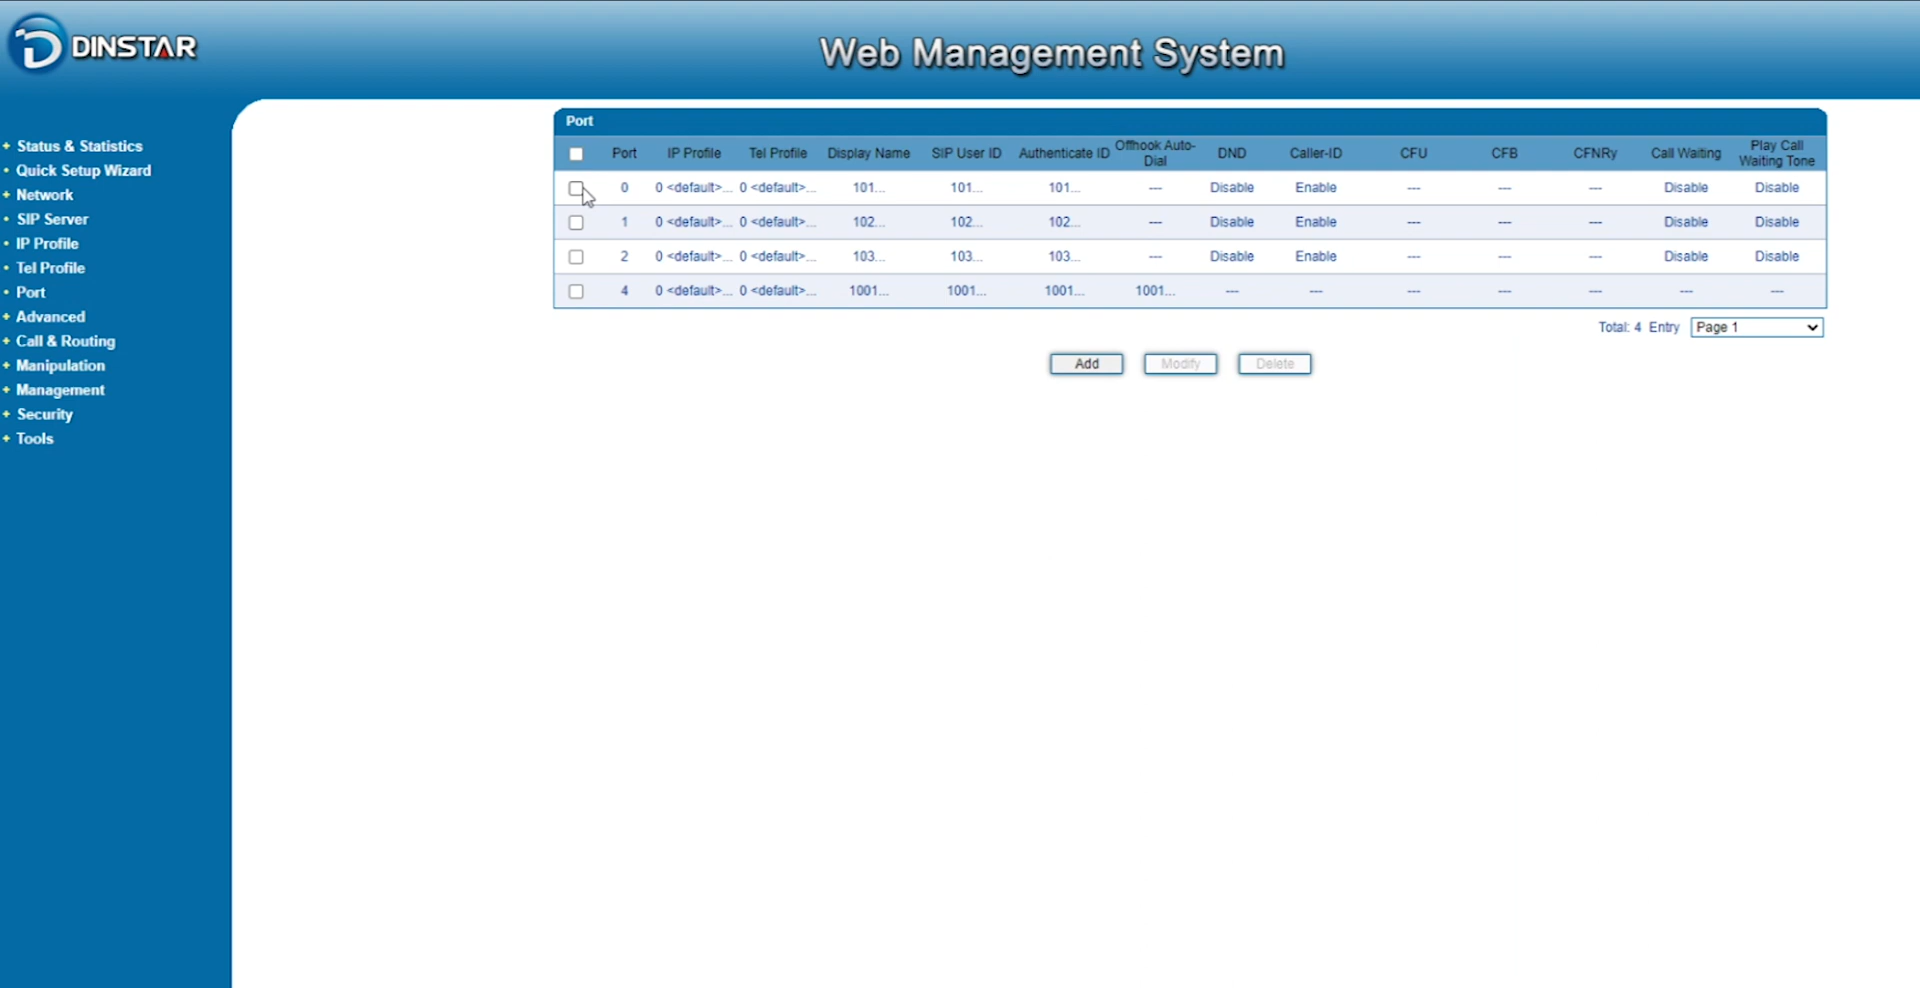 DINSTAR
Web Management System
Status & Statistics
Quick Setup Wizard
Network
SIP Server
IP Profile
Tel Profile
Port
Advanced
Call & Routing
Manipulation
Management
Security
Tools
Port
Port IP Profile Tel Profile Display Name SIP User ID Authenticate ID Offhook Auto-Dial DND Caller-ID CFU CFB CFNRy Call Waiting Play Call Waiting Tone
0 0 <default>... 0 <default>... 101... 101... 101... --- Disable Enable --- --- --- Disable Disable
1 0 <default>... 0 <default>... 102... 102... 102... --- Disable Enable --- --- --- Disable Disable
2 0 <default>... 0 <default>... 103... 103... 103... --- Disable Enable --- --- --- Disable Disable
4 0 <default>... 0 <default>... 1001... 1001... 1001... 1001... --- --- --- --- --- --- ---
Total: 4 Entry Page 1
Add Modify Delete